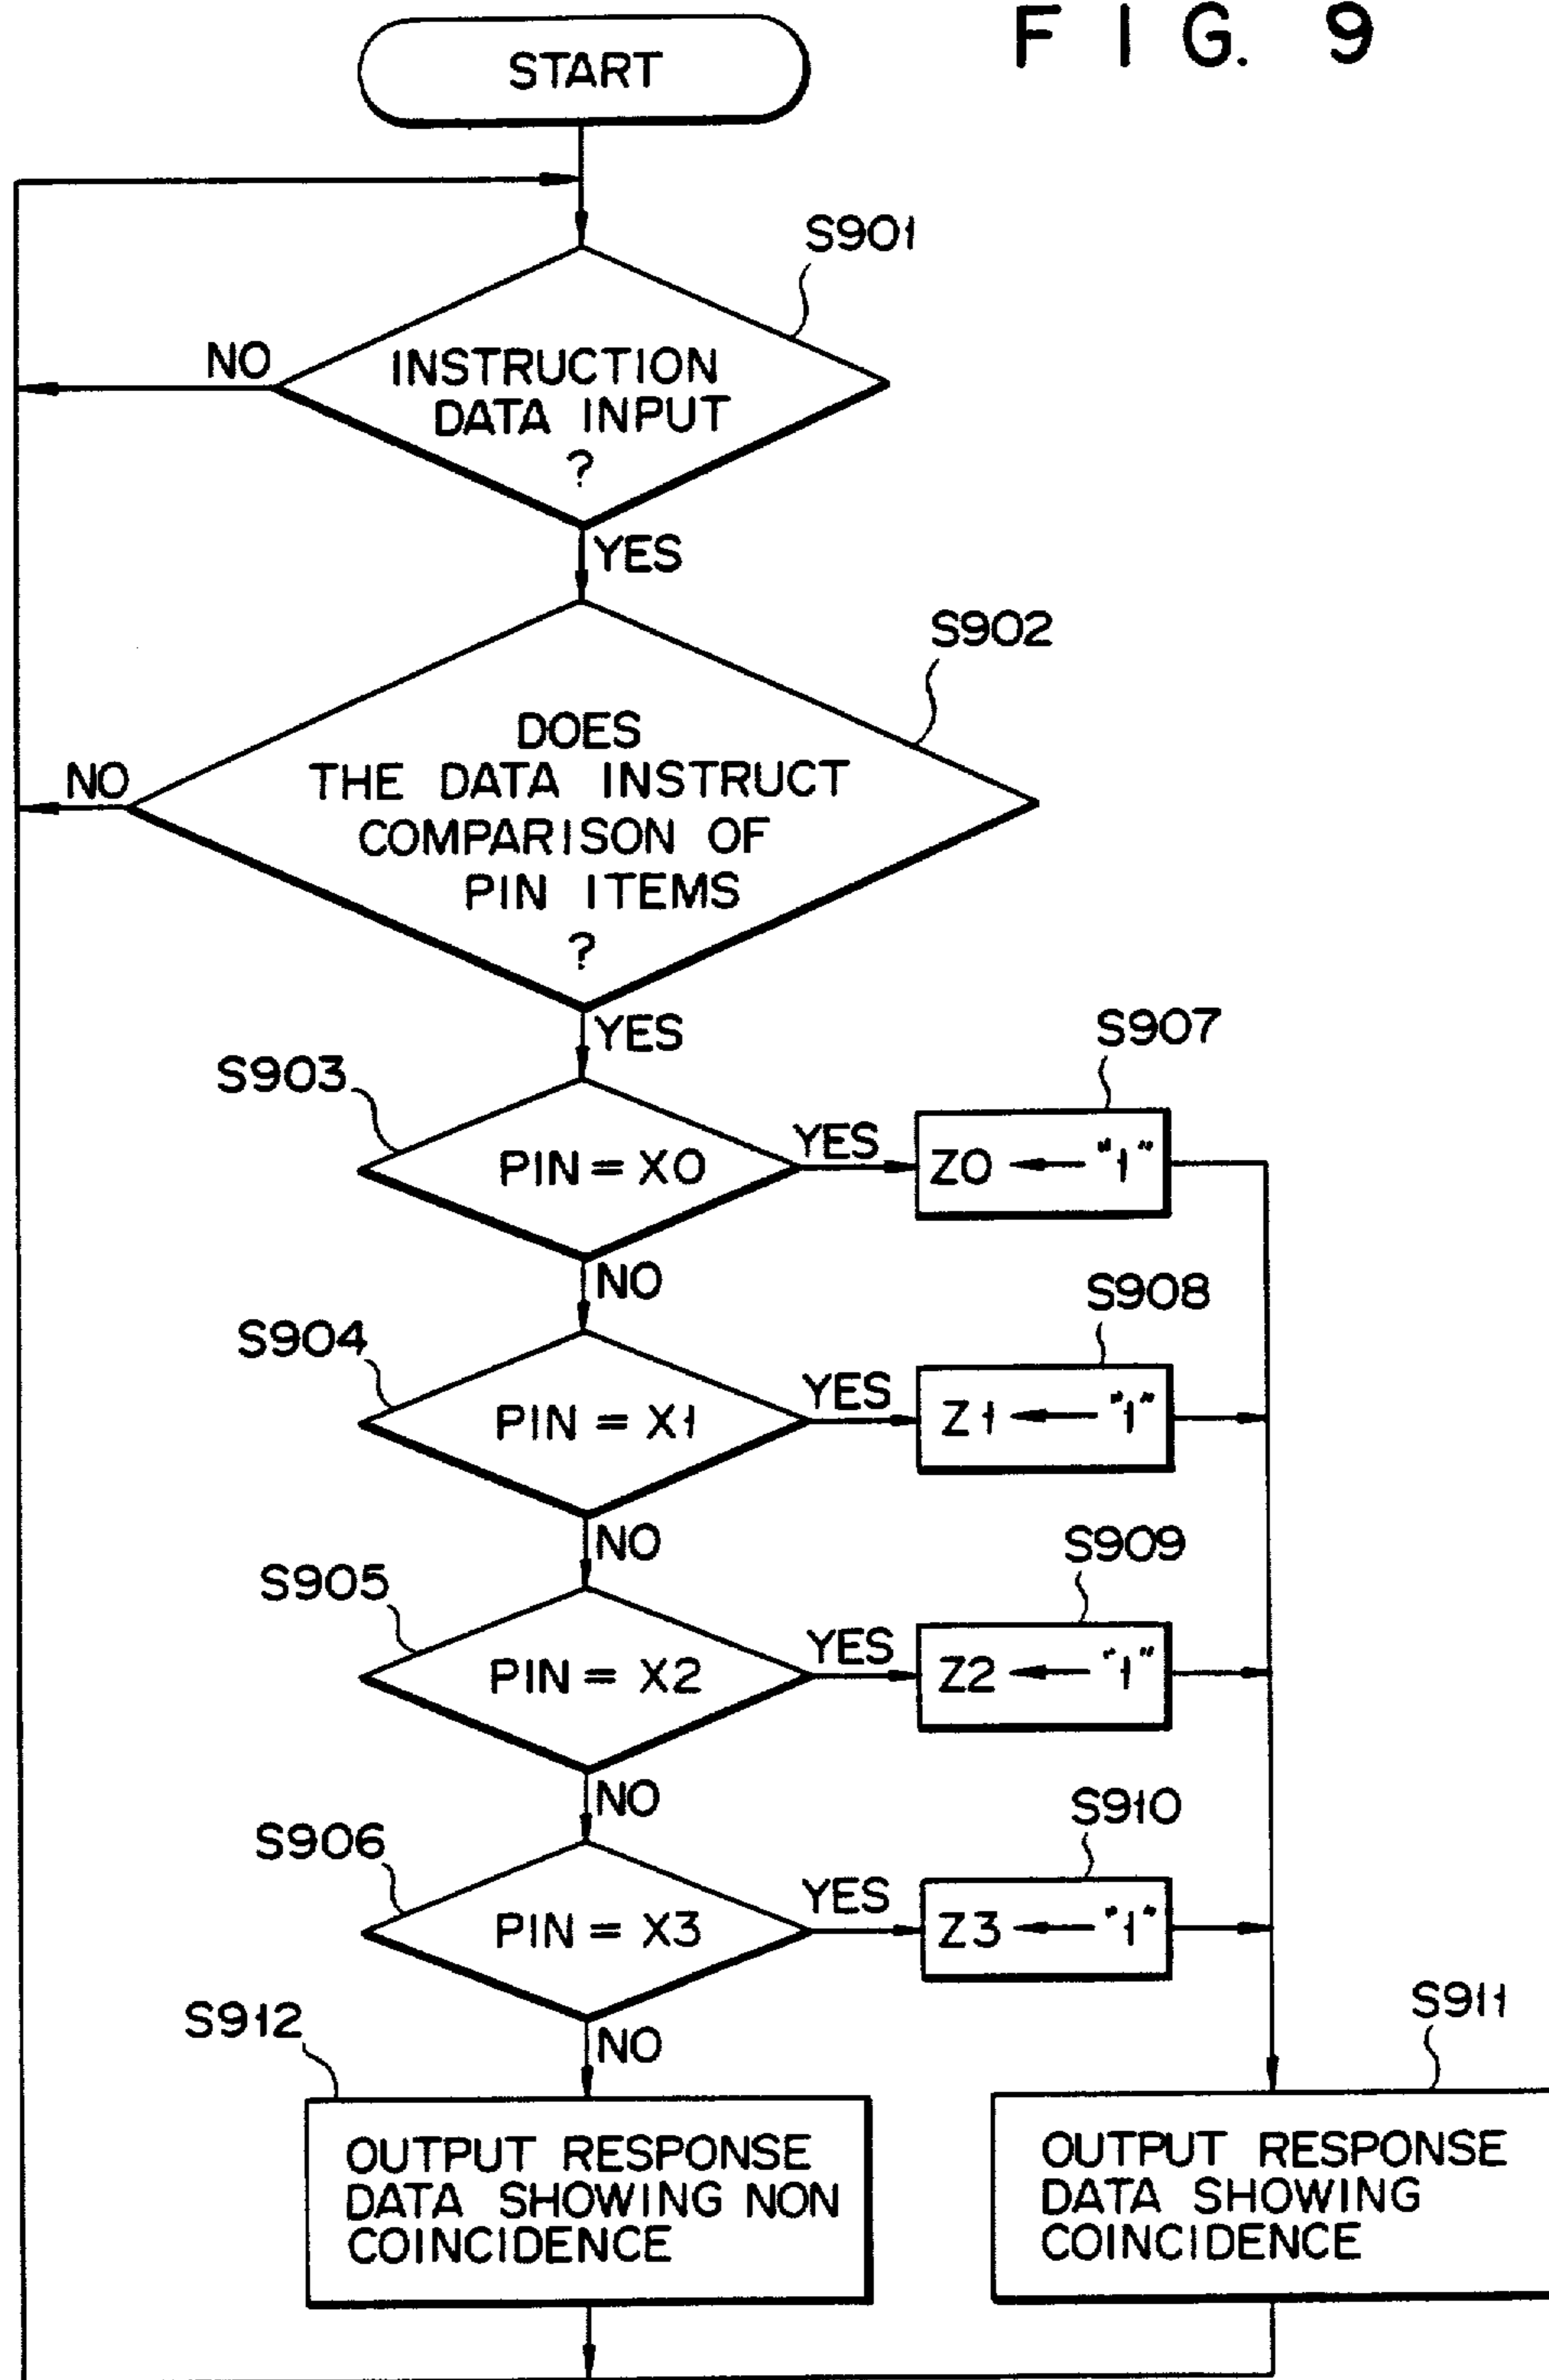 F I G. 9
START
S901
NO
INSTRUCTION
DATA INPUT
?
YES
S902
NO
DOES
THE DATA INSTRUCT
COMPARISON OF
PIN ITEMS
?
YES
S903
PIN = X0
YES
S907
Z0 ← "1"
NO
S904
PIN = X1
YES
S908
Z1 ← "1"
NO
S905
PIN = X2
YES
S909
Z2 ← "1"
NO
S906
PIN = X3
YES
S910
Z3 ← "1"
NO
S912
OUTPUT RESPONSE
DATA SHOWING NON
COINCIDENCE
S911
OUTPUT RESPONSE
DATA SHOWING
COINCIDENCE